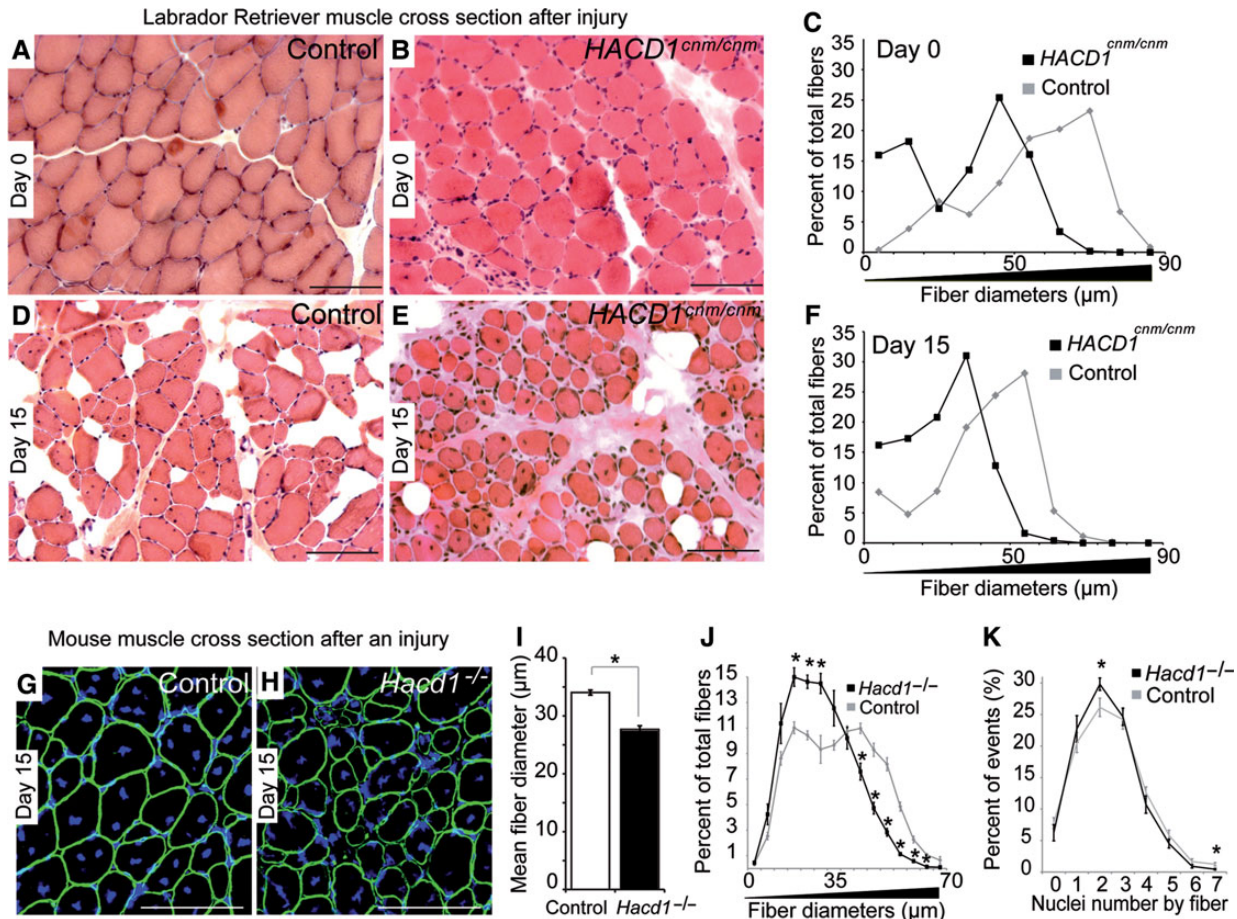 Labrador Retriever muscle cross section after injury
A Control
Day 0
B HACD1cnm/cnm
Day 0
C Day 0
HACD1cnm/cnm
Control
Percent of total fibers
35
30
25
20
15
10
5
0
50 90
Fiber diameters (µm)
D Control
Day 15
E HACD1cnm/cnm
Day 15
F Day 15
HACD1cnm/cnm
Control
Percent of total fibers
35
30
25
20
15
10
5
0
50 90
Fiber diameters (µm)
Mouse muscle cross section after an injury
G Control
Day 15
H Hacd1-/-
Day 15
I
Mean fiber diameter (µm)
40
30
20
10
0
*
Control Hacd1-/-
J
Percent of total fibers
15
13
11
9
7
5
3
1
* * *
Hacd1-/-
Control
* * * * * * *
35 70
Fiber diameters (µm)
K
Percent of events (%)
30
25
20
15
10
5
0
*
Hacd1-/-
Control
*
0 1 2 3 4 5 6 7
Nuclei number by fiber